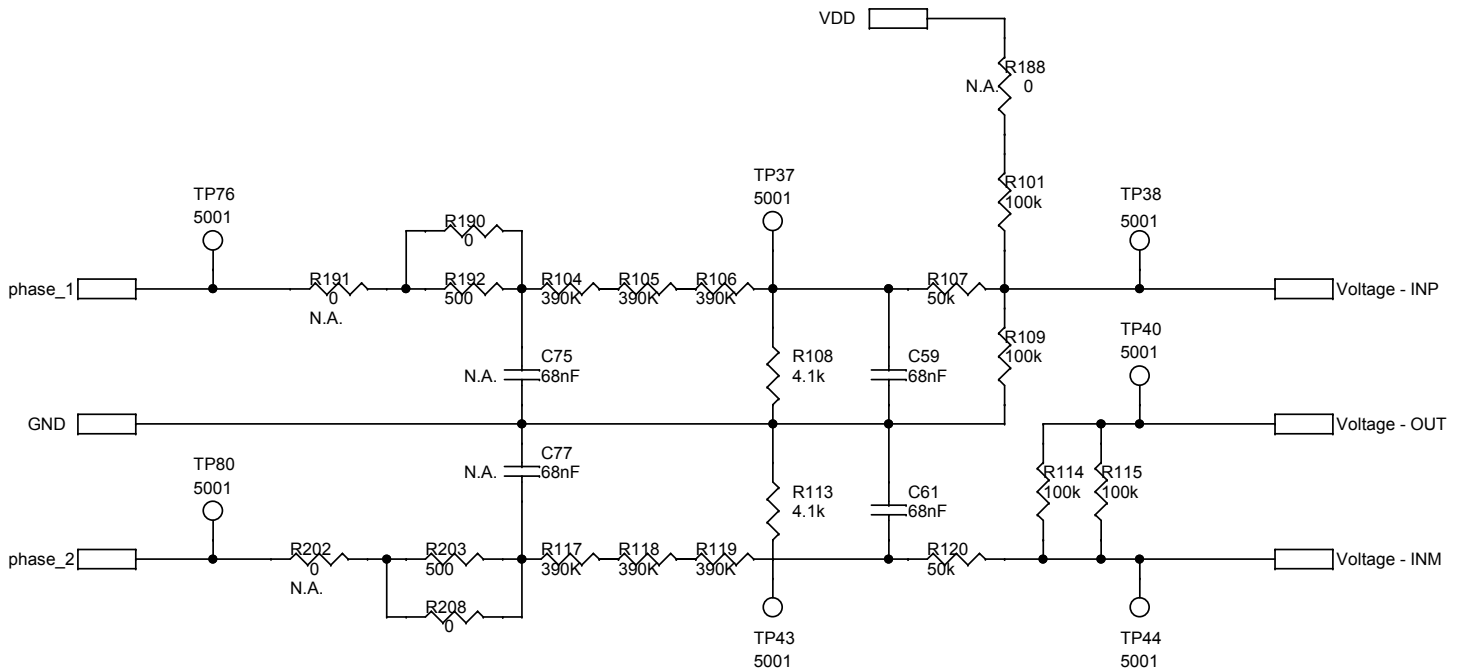 VDD
R188
N.A. 0
R101
100k
TP76
5001
TP37
5001
TP38
5001
R190
0
phase_1
R191
0
N.A.
R192
500
R104
390K
R105
390K
R106
390K
R107
50k
Voltage - INP
C75
68nF
N.A.
R108
4.1k
C59
68nF
R109
100k
TP40
5001
GND
Voltage - OUT
C77
68nF
N.A.
TP80
5001
R113
4.1k
C61
68nF
R114
100k
R115
100k
phase_2
R202
0
N.A.
R203
500
R117
390K
R118
390K
R119
390K
R120
50k
Voltage - INM
R208
0
TP43
5001
TP44
5001